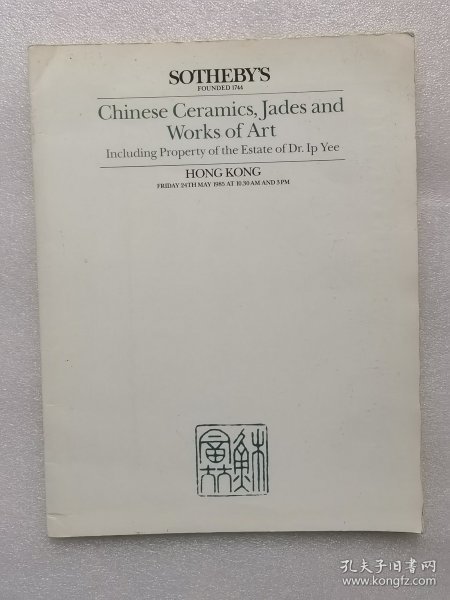 SOTHEBY'S
FOUNDED 1744
Chinese Ceramics, Jades and
Works of Art
Including Property of the Estate of Dr. Ip Yee
HONG KONG
FRIDAY 24TH MAY 1985 AT 10.30 AM AND 3 PM
孔夫子旧书网
www.kongfz.com